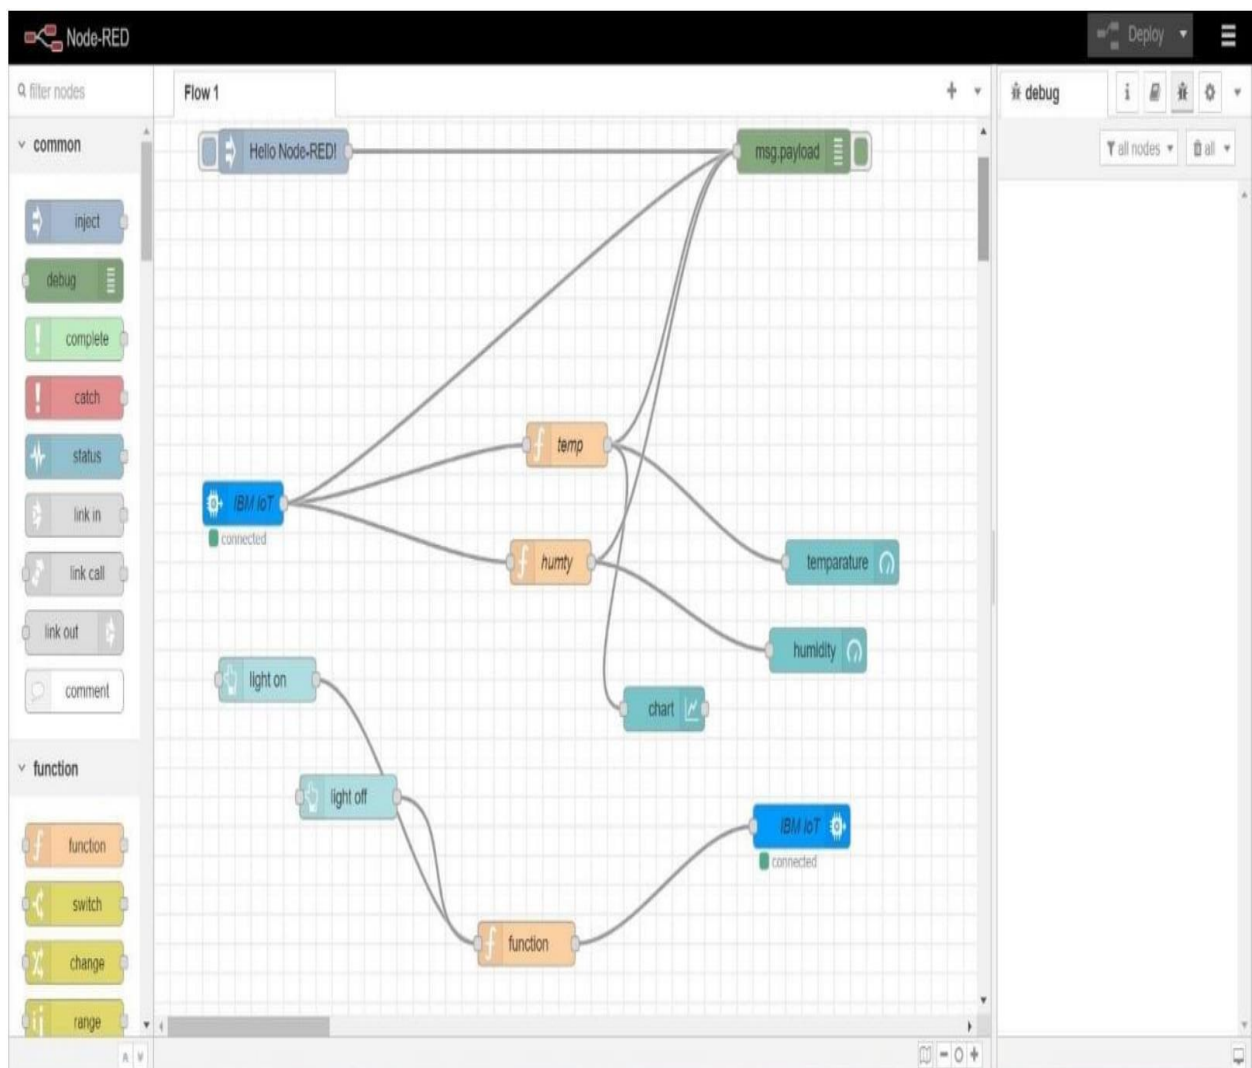 Node-RED
Deploy
filter nodes
Flow 1
debug
i
all nodes
all
common
inject
debug
complete
catch
status
link in
link call
link out
comment
function
function
switch
change
range
Hello Node-RED!
msg.payload
temp
IBM IoT
connected
humty
temparature
humidity
light on
chart
light off
IBM IoT
connected
function